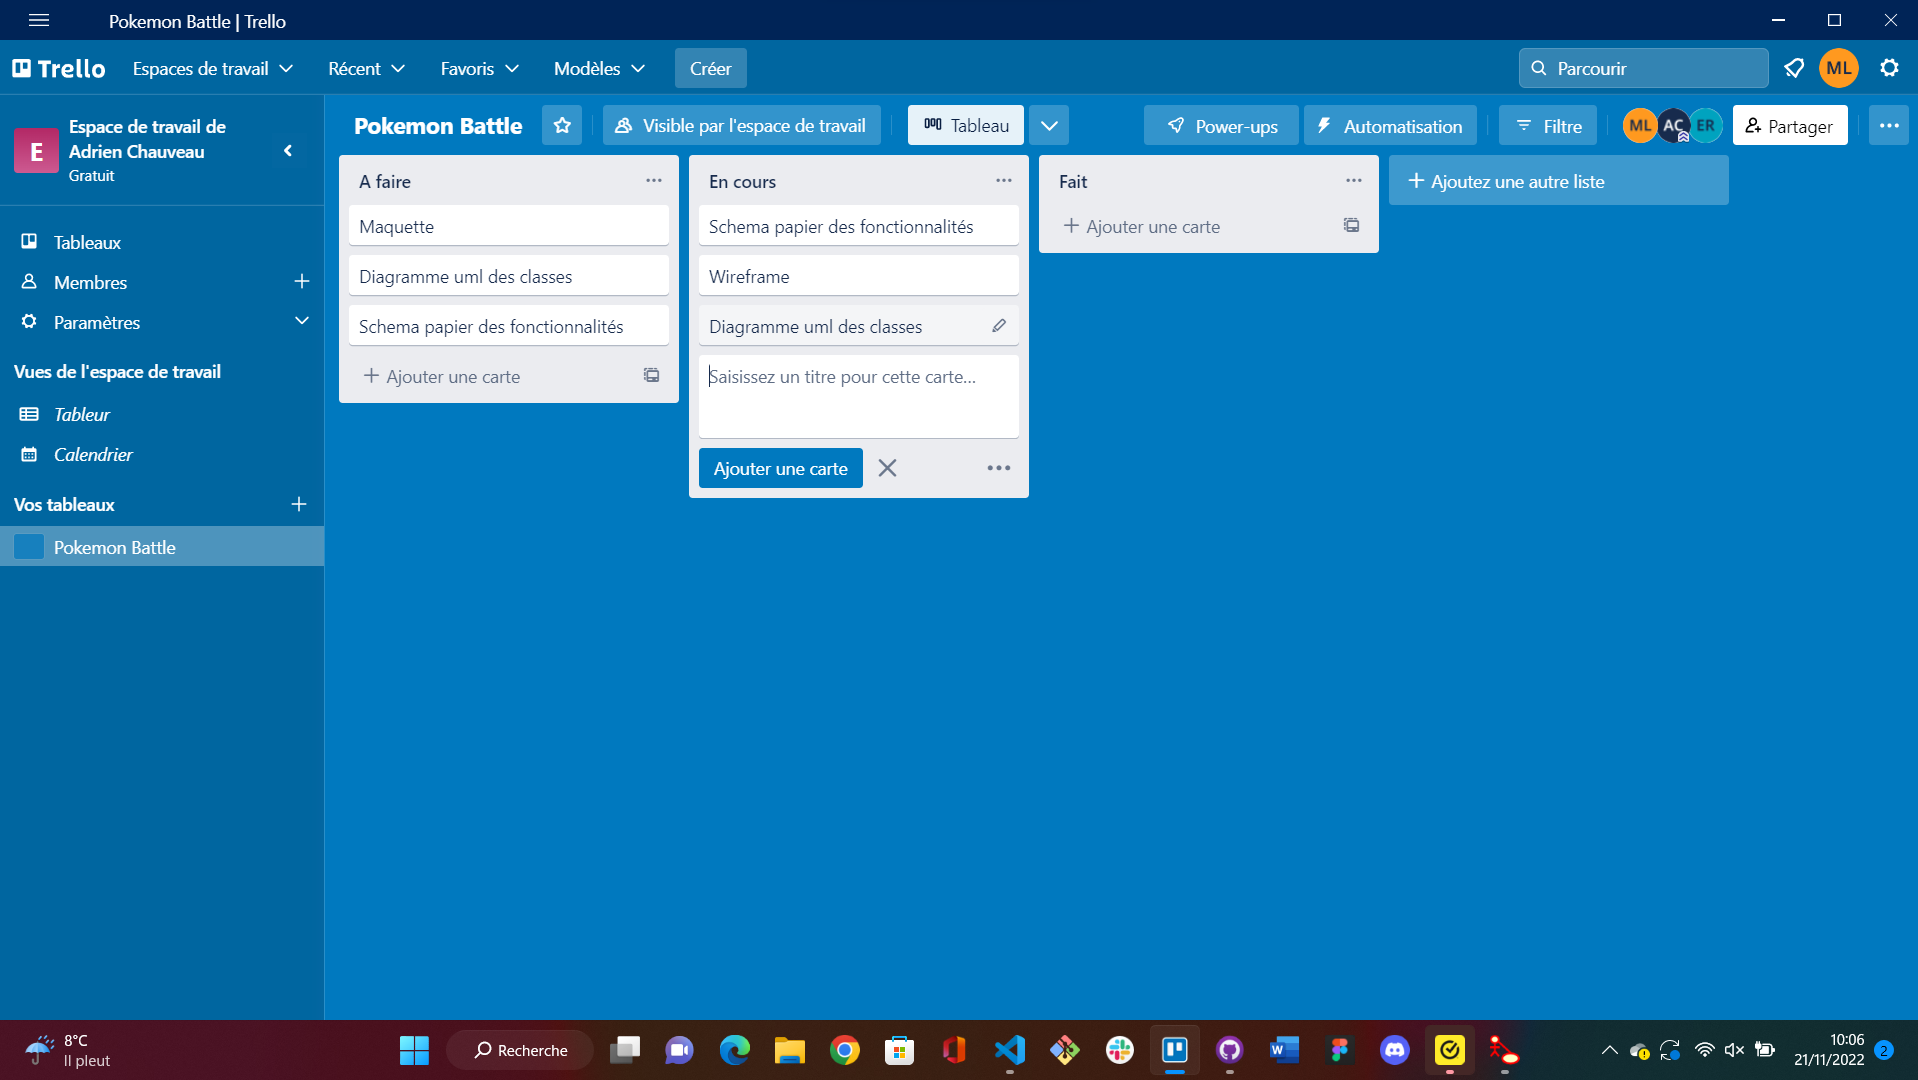 Pokemon Battle | Trello
Trello
Espaces de travail
Récent
Favoris
Modèles
Créer
Parcourir
ML
E
Espace de travail de
Adrien Chauveau
Gratuit
Pokemon Battle
Visible par l'espace de travail
Tableau
Power-ups
Automatisation
Filtre
ML
AC
ER
Partager
Tableaux
Membres
Paramètres
Vues de l'espace de travail
Tableur
Calendrier
Vos tableaux
Pokemon Battle
A faire
Maquette
Diagramme uml des classes
Schema papier des fonctionnalités
Ajouter une carte
En cours
Schema papier des fonctionnalités
Wireframe
Diagramme uml des classes
Saisissez un titre pour cette carte…
Ajouter une carte
Fait
Ajouter une carte
Ajoutez une autre liste
8°C
Il pleut
Recherche
10:06
21/11/2022
2